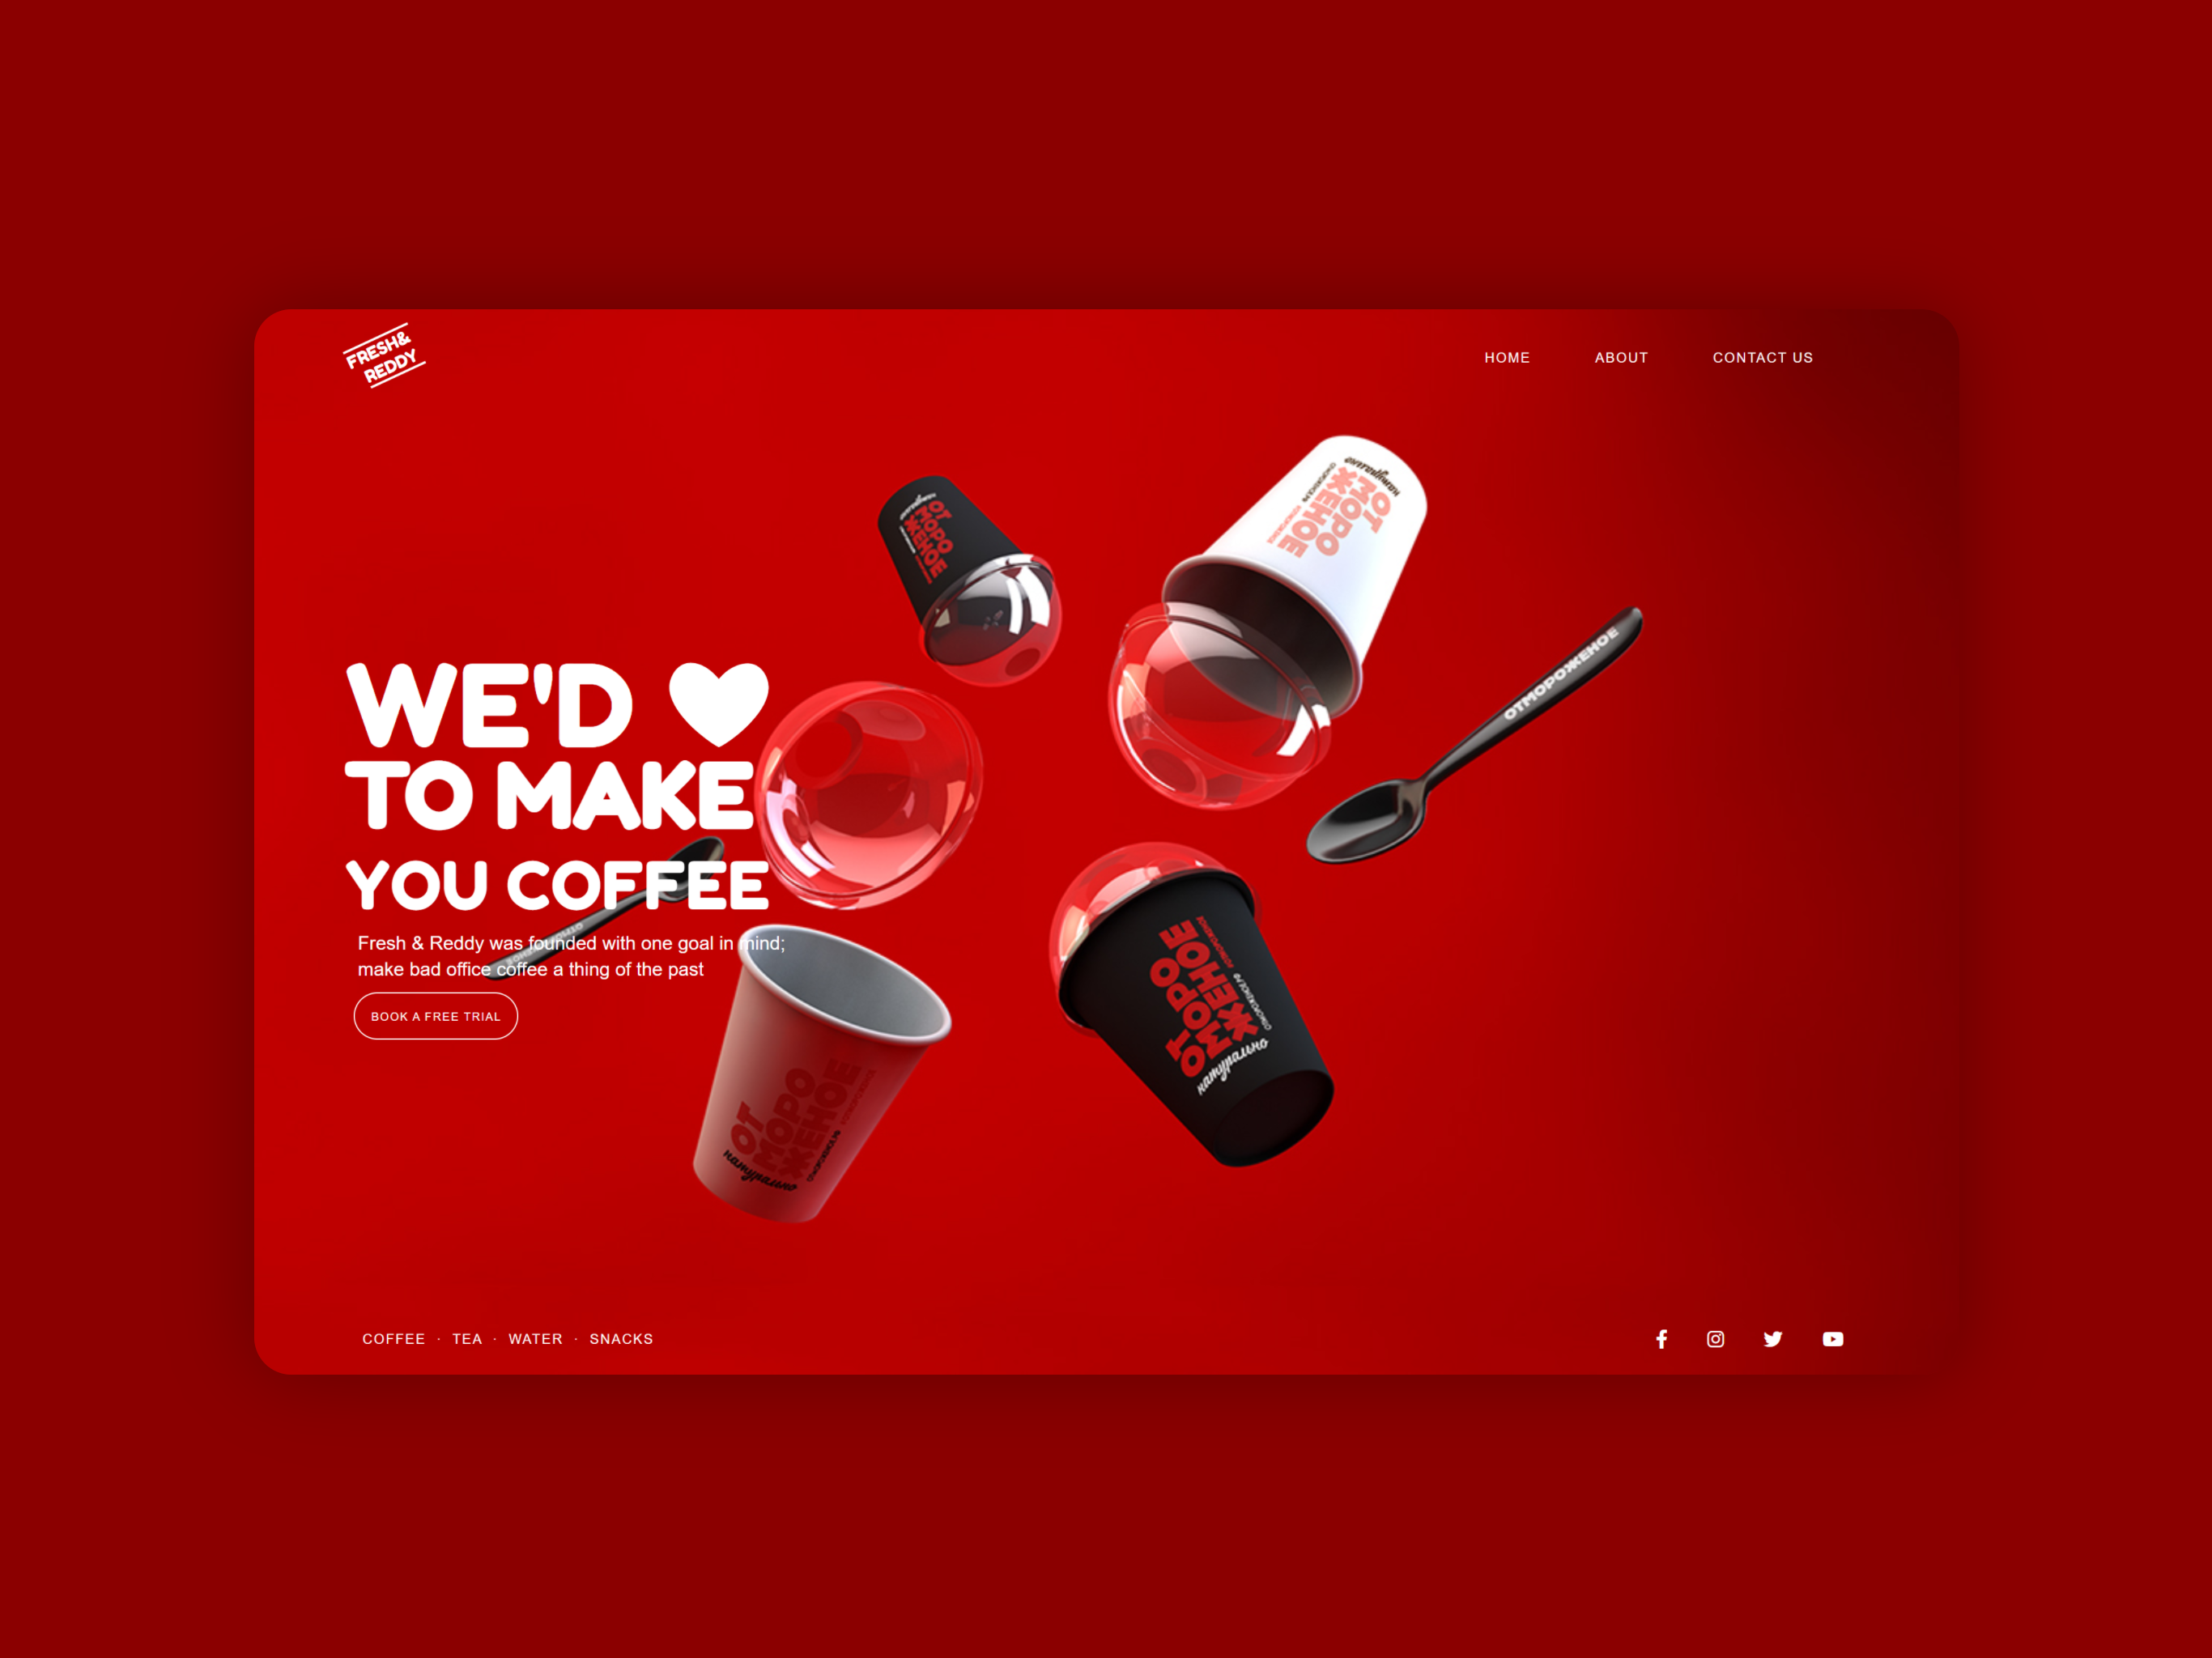 FRESH&
REDDY
HOME
ABOUT
CONTACT US
натурально
ОТ
МОРО
ЖЕНОЕ
натурально
ОТ
МОРО
ЖЕНОЕ
ОТМОРОЖЕНОЕ
WE'D
TO MAKE
YOU COFFEE
Fresh & Reddy was founded with one goal in mind;
make bad office coffee a thing of the past
BOOK A FREE TRIAL
ОТ
МОРО
ЖЕНОЕ
натурально
ОТ
МОРО
ЖЕНОЕ
натурально
COFFEE · TEA · WATER · SNACKS